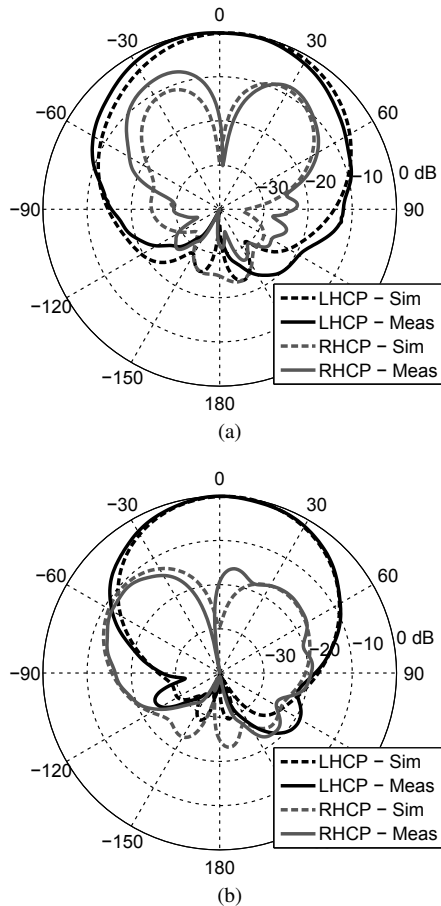 0
−30
30
−60
60
−30
−20
−10
0 dB
−90
90
−120
−150
180
LHCP − Sim
LHCP − Meas
RHCP − Sim
RHCP − Meas
(a)
0
−30
30
−60
60
−30
−20
−10
0 dB
−90
90
−120
−150
180
LHCP − Sim
LHCP − Meas
RHCP − Sim
RHCP − Meas
(b)